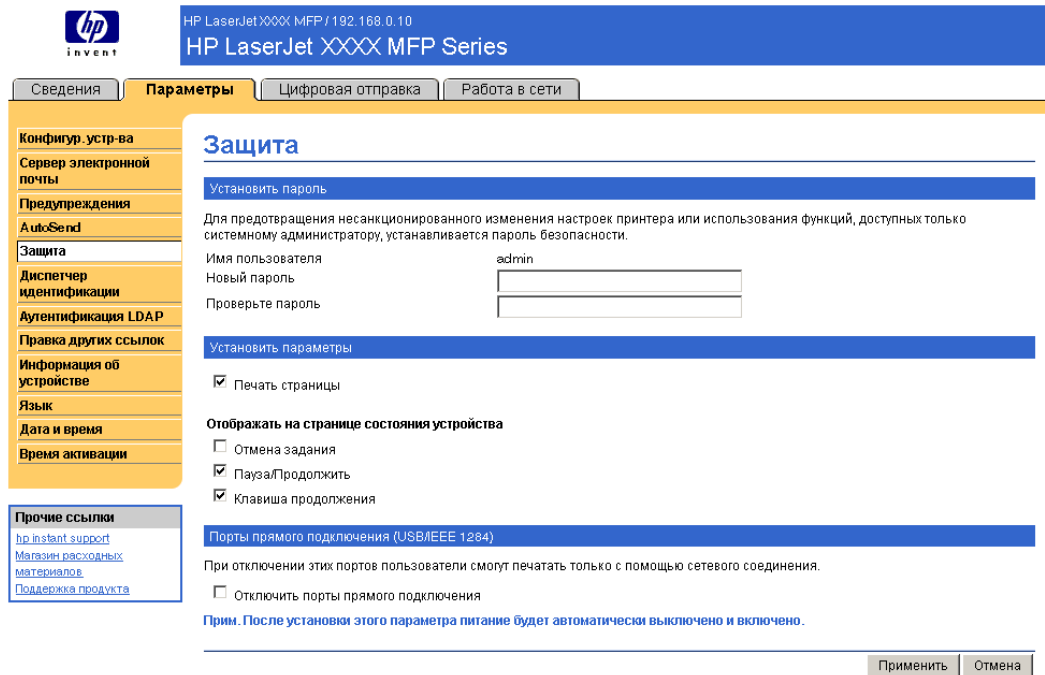 hp
invent
HP LaserJet XXXX MFP / 192.168.0.10
HP LaserJet XXXX MFP Series
Сведения
Параметры
Цифровая отправка
Работа в сети
Конфигур. устр-ва
Сервер электронной
почты
Предупреждения
AutoSend
Защита
Диспетчер
идентификации
Аутентификация LDAP
Правка других ссылок
Информация об
устройстве
Язык
Дата и время
Время активации
Прочие ссылки
hp instant support
Магазин расходных
материалов
Поддержка продукта
Защита
Установить пароль
Для предотвращения несанкционированного изменения настроек принтера или использования функций, доступных только
системному администратору, устанавливается пароль безопасности.
Имя пользователя admin
Новый пароль
Проверьте пароль
Установить параметры
Печать страницы
Отображать на странице состояния устройства
Отмена задания
Пауза/Продолжить
Клавиша продолжения
Порты прямого подключения (USB/IEEE 1284)
При отключении этих портов пользователи смогут печатать только с помощью сетевого соединения.
Отключить порты прямого подключения
Прим. После установки этого параметра питание будет автоматически выключено и включено.
Применить
Отмена